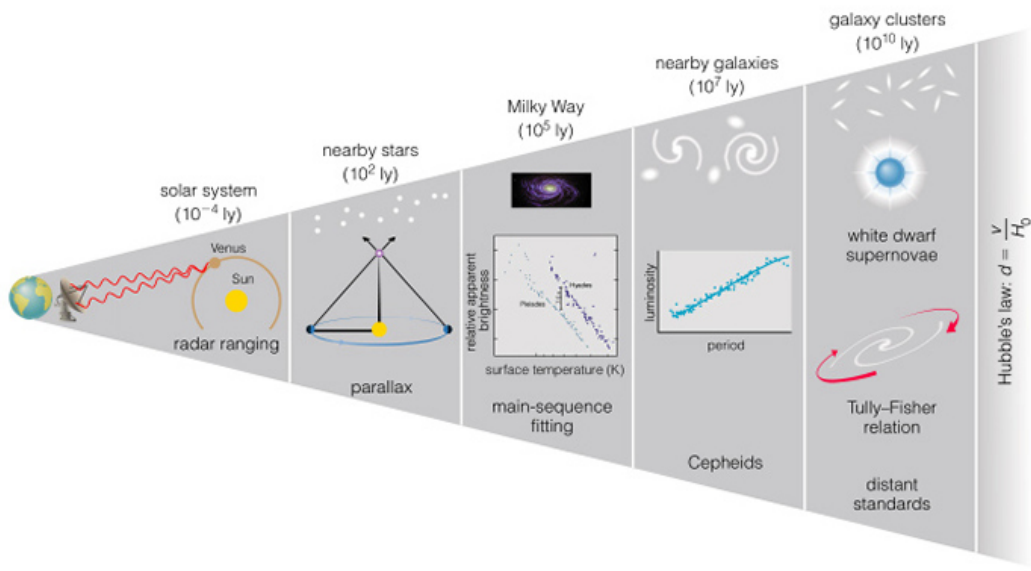 solar system
(10⁻⁴ ly)
Venus
Sun
radar ranging
nearby stars
(10² ly)
parallax
Milky Way
(10⁵ ly)
relative apparent
brightness
Pleiades
Hyades
surface temperature (K)
main-sequence
fitting
nearby galaxies
(10⁷ ly)
luminosity
period
Cepheids
galaxy clusters
(10¹⁰ ly)
white dwarf
supernovae
Tully–Fisher
relation
distant
standards
Hubble's law: d = v/H₀